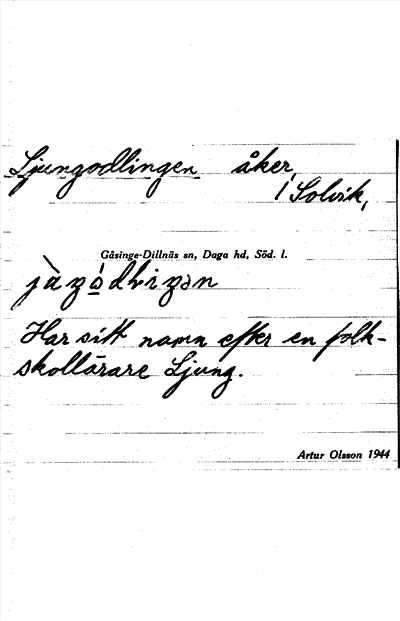 Ljungodlingen åker,
1 Solvik,
Gåsinge-Dillnäs sn, Daga hd, Söd. l.
Har sitt namn efter en folk-
skollärare Ljung.
Artur Olsson 1944